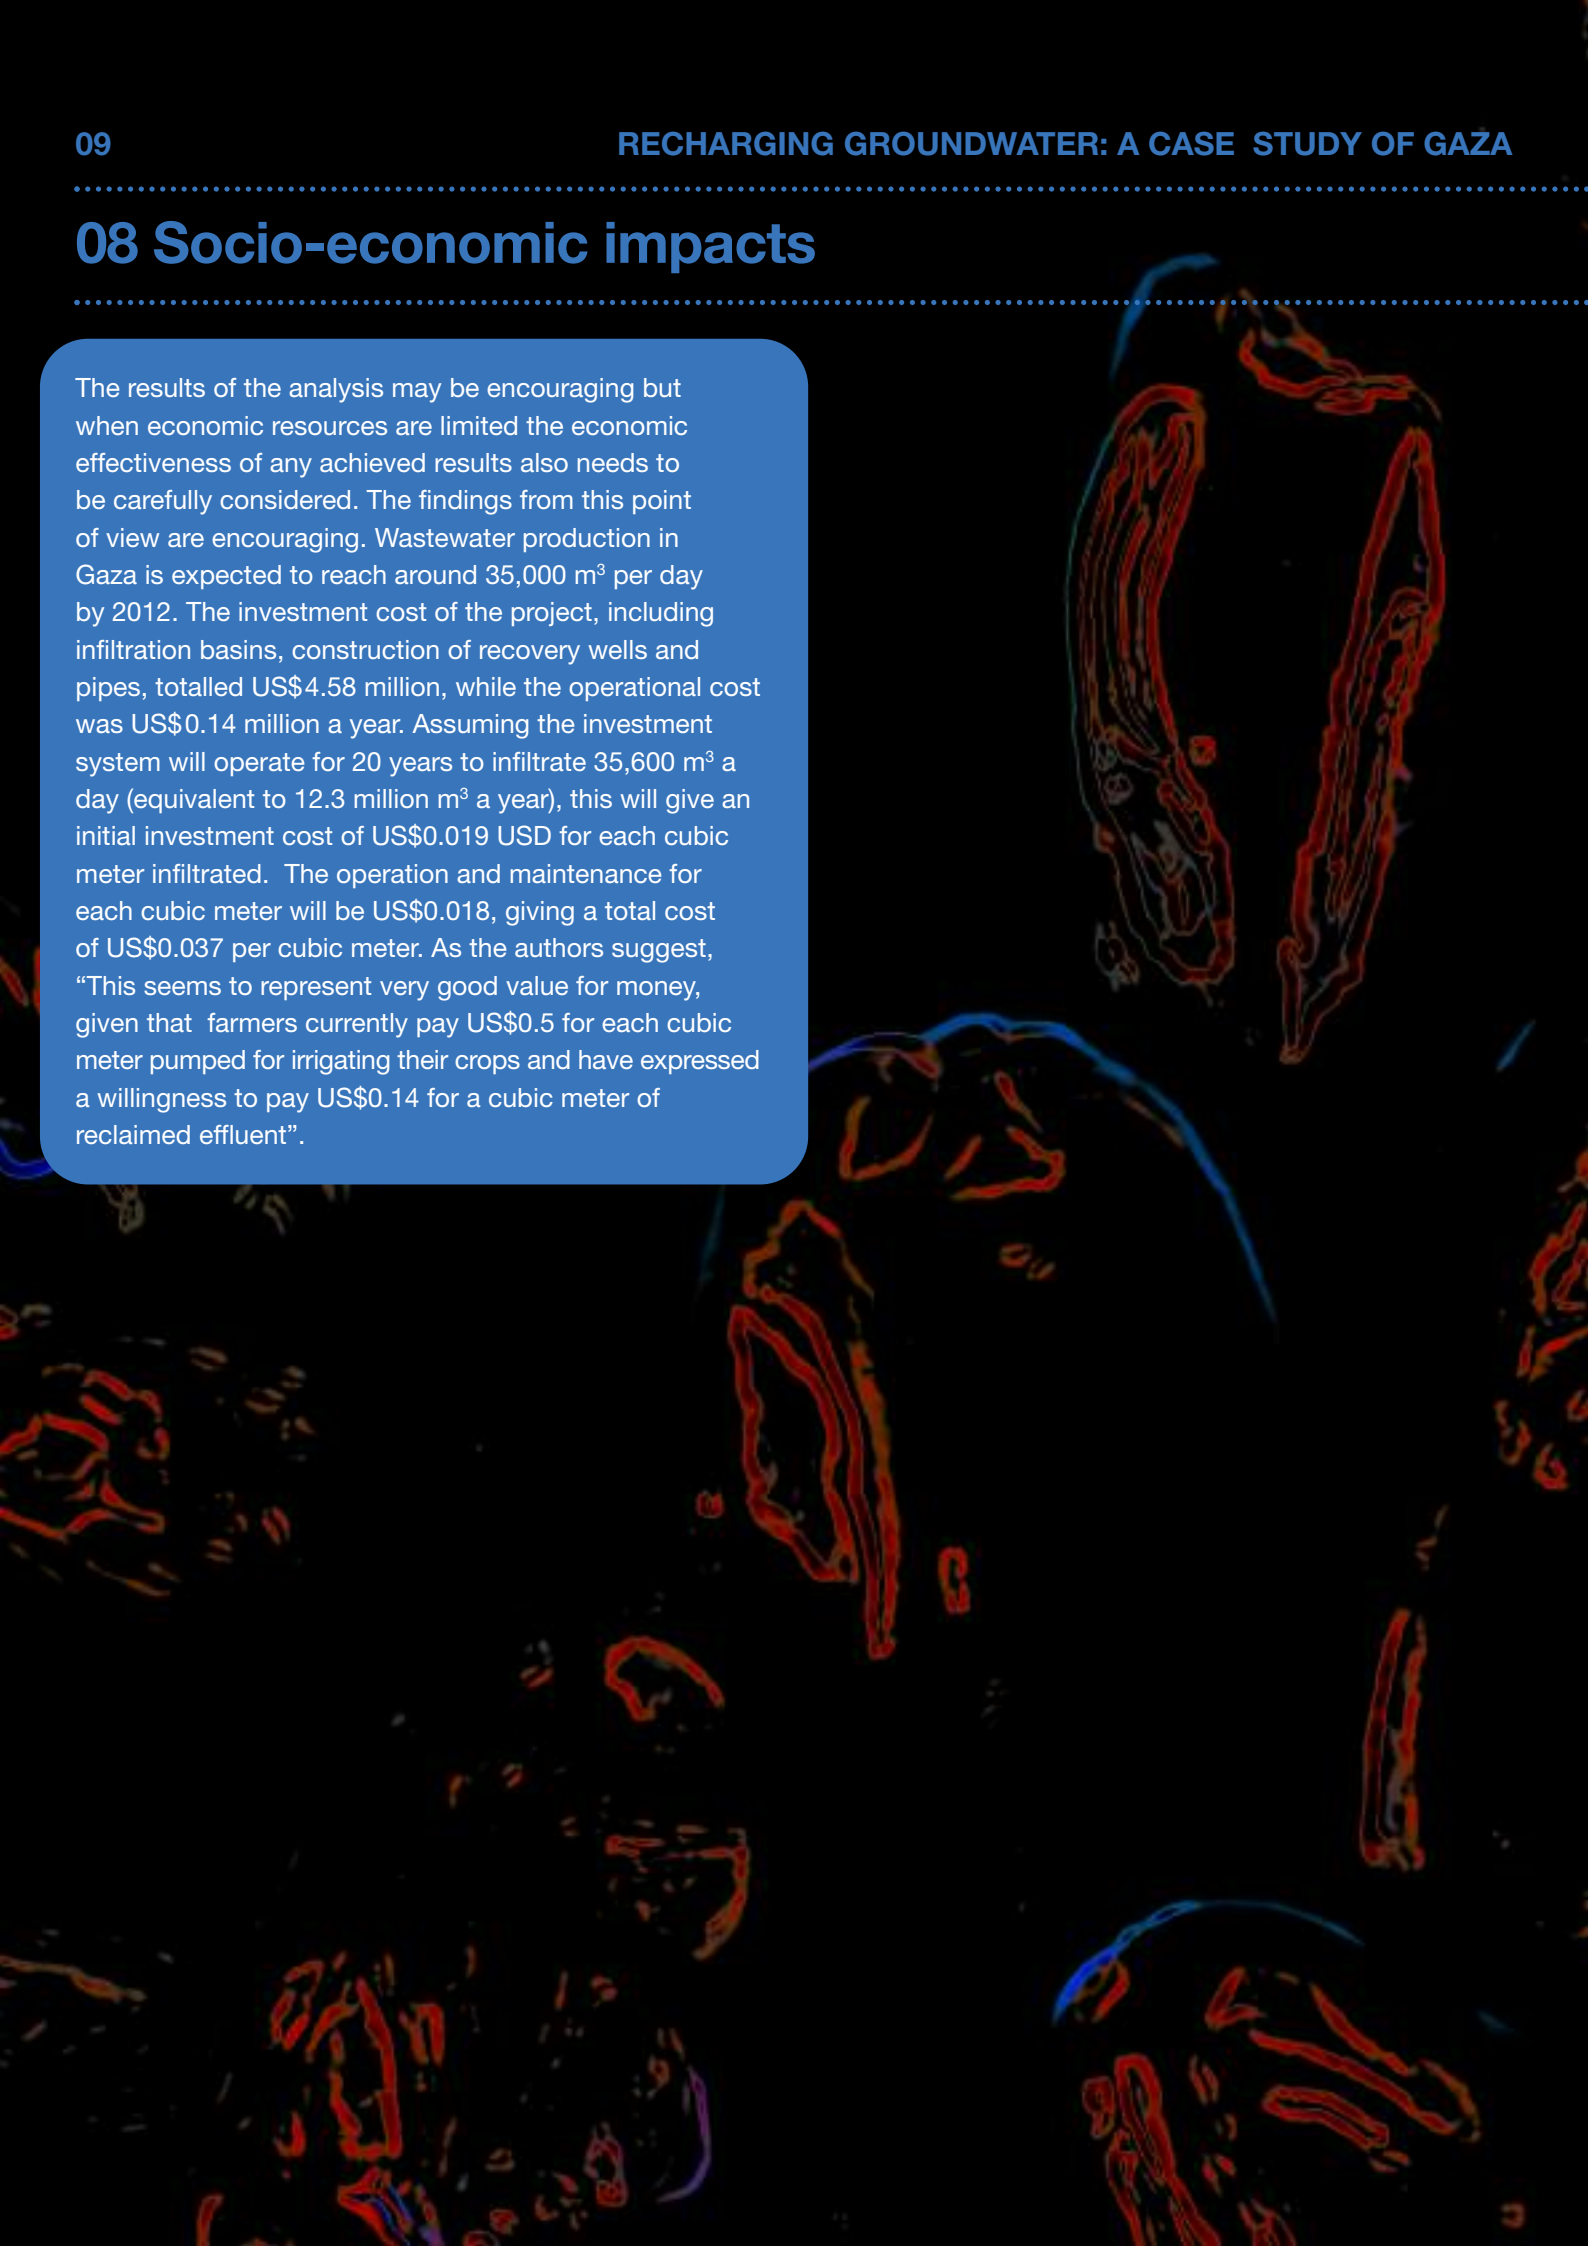 09
RECHARGING GROUNDWATER: A CASE STUDY OF GAZA
08 Socio-economic impacts
The results of the analysis may be encouraging but
when economic resources are limited the economic
effectiveness of any achieved results also needs to
be carefully considered. The findings from this point
of view are encouraging. Wastewater production in
Gaza is expected to reach around 35,000 m³ per day
by 2012. The investment cost of the project, including
infiltration basins, construction of recovery wells and
pipes, totalled US$4.58 million, while the operational cost
was US$0.14 million a year. Assuming the investment
system will operate for 20 years to infiltrate 35,600 m³ a
day (equivalent to 12.3 million m³ a year), this will give an
initial investment cost of US$0.019 USD for each cubic
meter infiltrated.  The operation and maintenance for
each cubic meter will be US$0.018, giving a total cost
of US$0.037 per cubic meter. As the authors suggest,
“This seems to represent very good value for money,
given that  farmers currently pay US$0.5 for each cubic
meter pumped for irrigating their crops and have expressed
a willingness to pay US$0.14 for a cubic meter of
reclaimed effluent”.